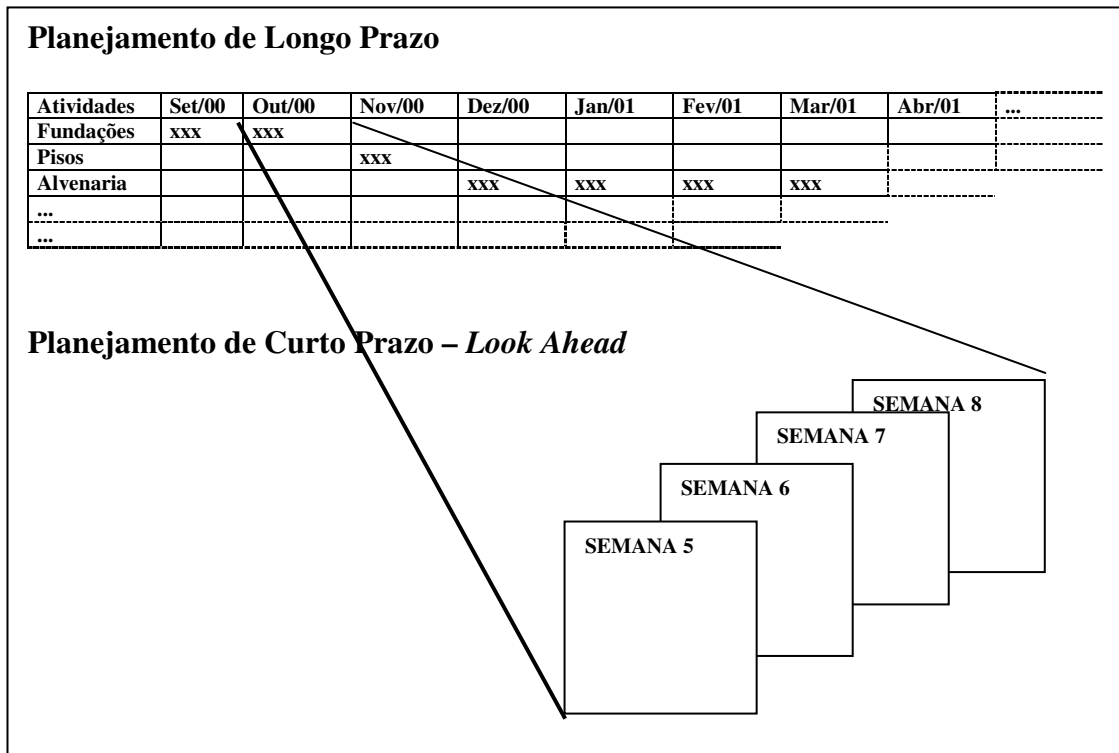 Planejamento de Longo Prazo
Atividades Set/00 Out/00 Nov/00 Dez/00 Jan/01 Fev/01 Mar/01 Abr/01 ...
Fundações xxx xxx
Pisos xxx
Alvenaria xxx xxx xxx xxx
...
...
Planejamento de Curto Prazo – Look Ahead
SEMANA 8
SEMANA 7
SEMANA 6
SEMANA 5